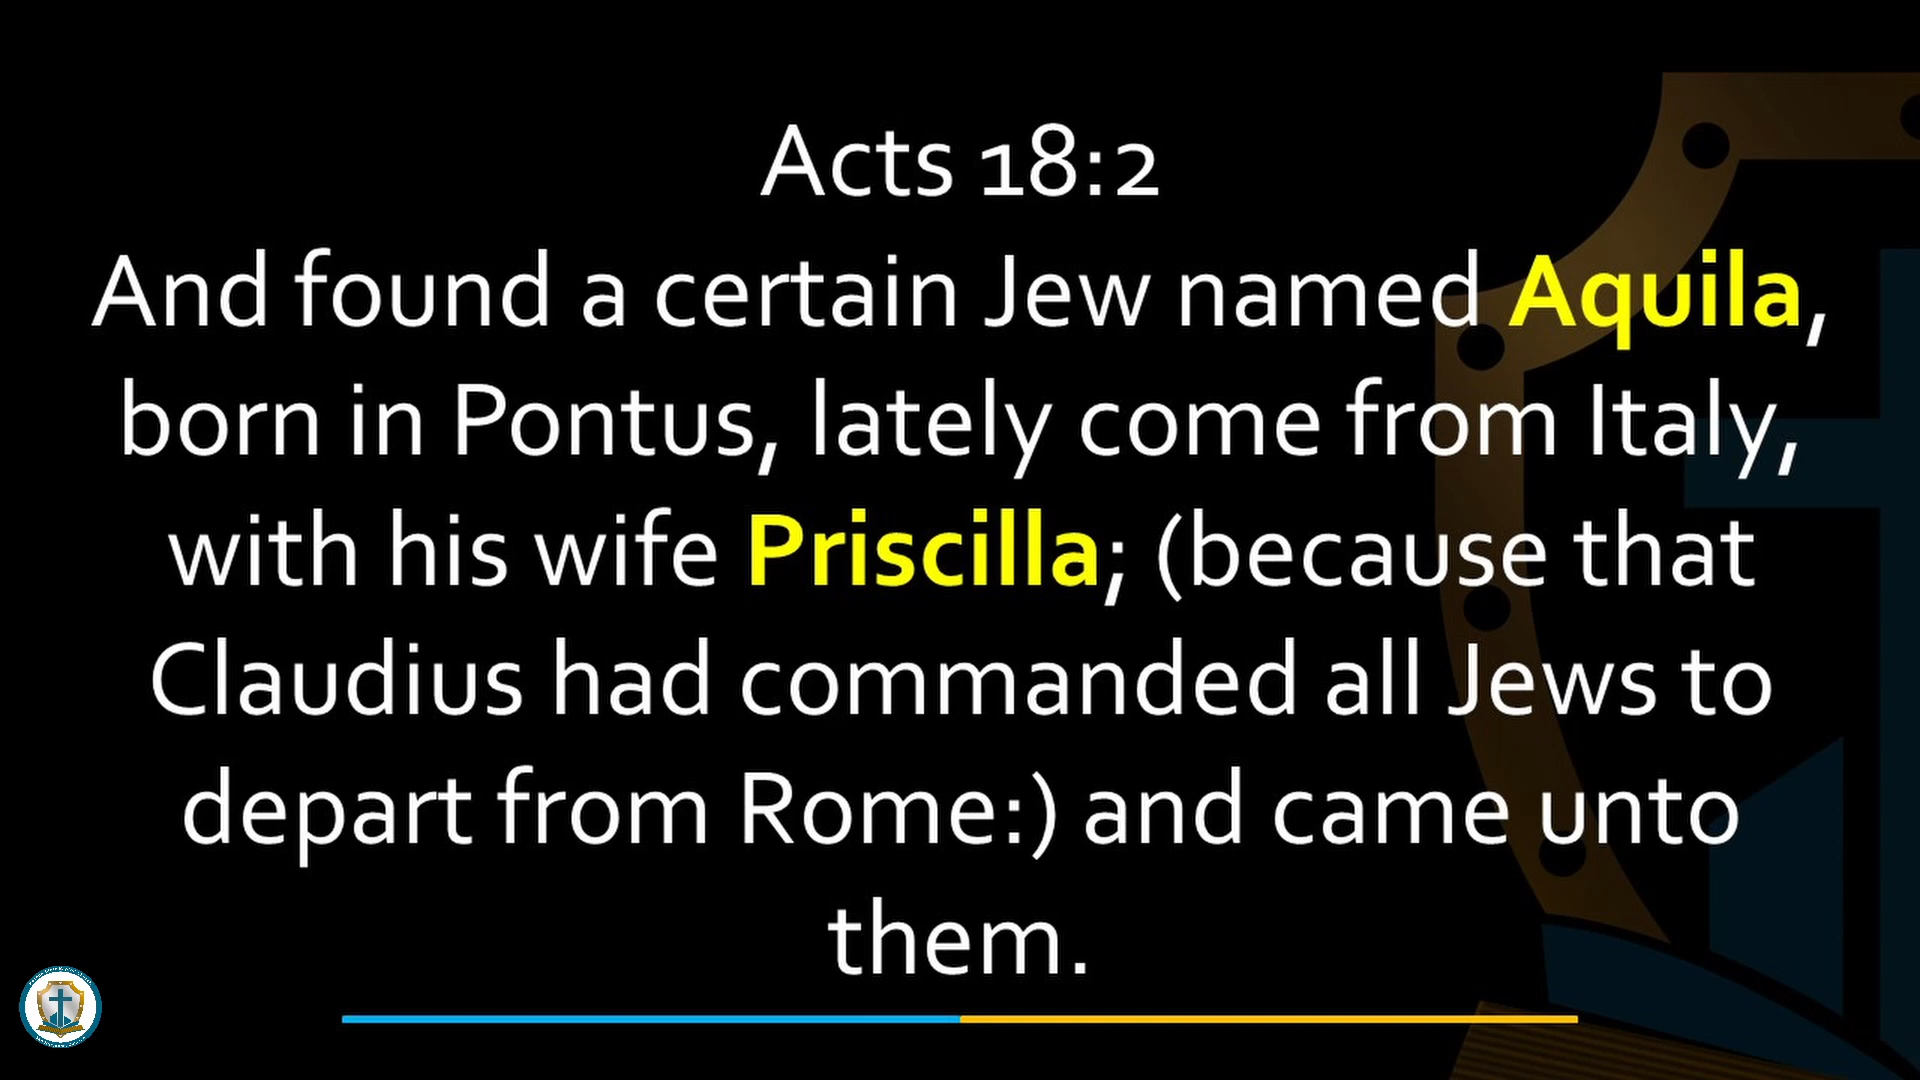 Acts 18:2
And found a certain Jew named Aquila,
born in Pontus, lately come from Italy,
with his wife Priscilla; (because that
Claudius had commanded all Jews to
depart from Rome:) and came unto
them.